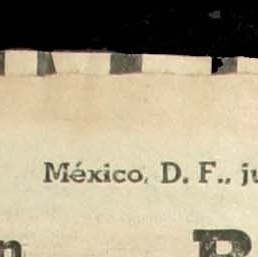 México, D. F., ju